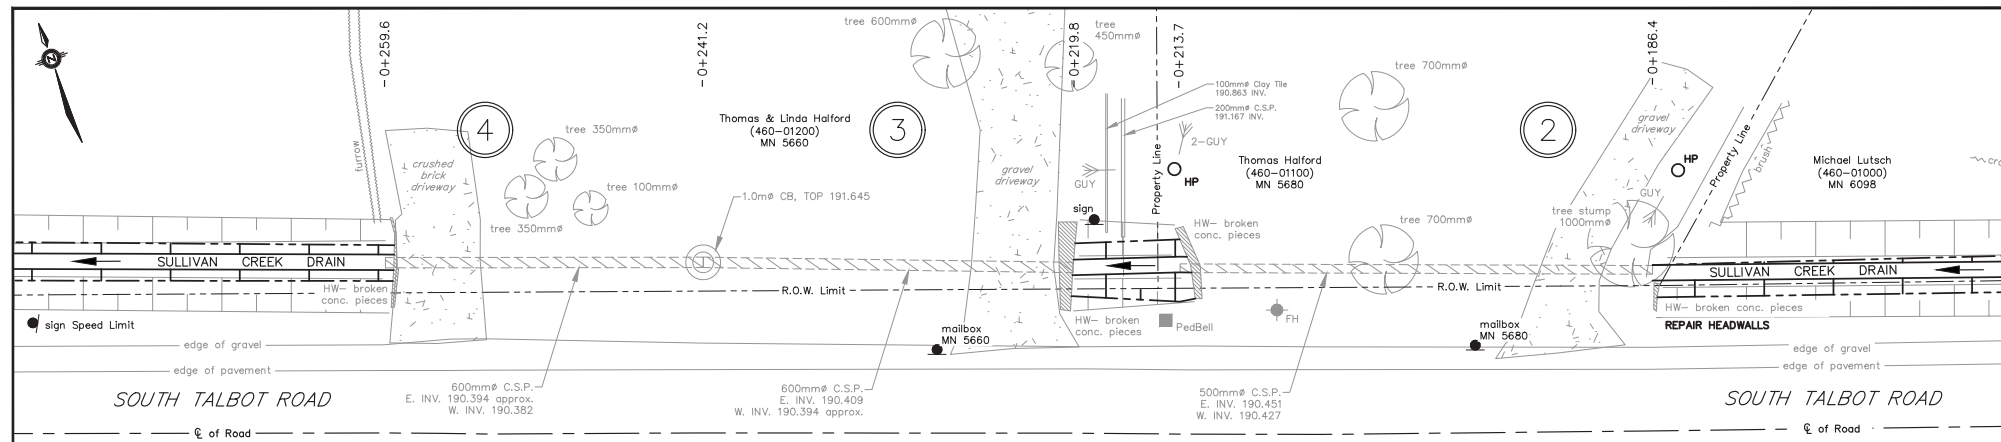 N
0+259.6
0+241.2
0+219.8
0+213.7
0+186.4
tree 600mmø
tree
450mmø
tree 700mmø
100mmø Clay Tile
190.863 INV.
200mmø C.S.P.
191.167 INV.
furrow
4
crushed
brick
driveway
tree 350mmø
tree 100mmø
tree 350mmø
Thomas & Linda Halford
(460-01200)
MN 5660
3
gravel
driveway
1.0mø CB, TOP 191.645
GUY
2-GUY
HP
Property Line
sign
Thomas Halford
(460-01100)
MN 5680
2
gravel
driveway
HP
GUY
Property Line
brush
Michael Lutsch
(460-01000)
MN 6098
tree stump
1000mmø
tree 700mmø
HW- broken
conc. pieces
SULLIVAN CREEK DRAIN
HW- broken
conc. pieces
R.O.W. Limit
R.O.W. Limit
SULLIVAN CREEK DRAIN
HW- broken conc. pieces
REPAIR HEADWALLS
sign Speed Limit
mailbox
MN 5660
HW- broken
conc. pieces
PedBell
FH
mailbox
MN 5680
edge of gravel
edge of pavement
edge of gravel
edge of pavement
600mmø C.S.P.
E. INV. 190.394 approx.
W. INV. 190.382
600mmø C.S.P.
E. INV. 190.409
W. INV. 190.394 approx.
500mmø C.S.P.
E. INV. 190.451
W. INV. 190.427
SOUTH TALBOT ROAD
SOUTH TALBOT ROAD
℄ of Road
℄ of Road